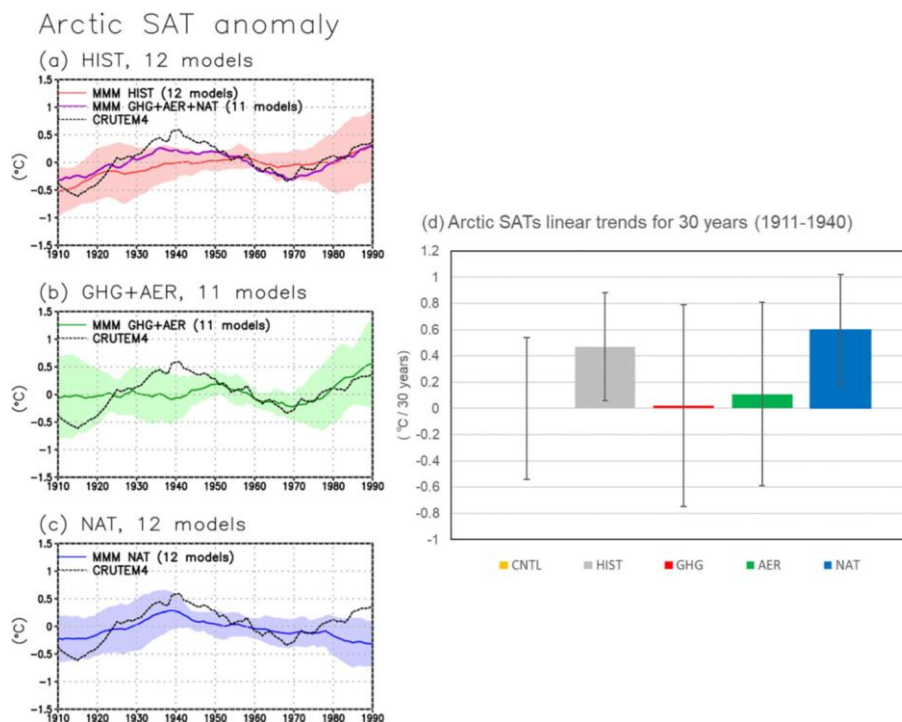 Arctic SAT anomaly
(a) HIST, 12 models
1.5
1
0.5
0
-0.5
-1
-1.5
(°C)
MMM HIST (12 models)
MMM GHG+AER+NAT (11 models)
CRUTEM4
1910 1920 1930 1940 1950 1960 1970 1980 1990
(b) GHG+AER, 11 models
1.5
1
0.5
0
-0.5
-1
-1.5
(°C)
MMM GHG+AER (11 models)
CRUTEM4
1910 1920 1930 1940 1950 1960 1970 1980 1990
(c) NAT, 12 models
1.5
1
0.5
0
-0.5
-1
-1.5
(°C)
MMM NAT (12 models)
CRUTEM4
1910 1920 1930 1940 1950 1960 1970 1980 1990
(d) Arctic SATs linear trends for 30 years (1911-1940)
1.2
1
0.8
0.6
0.4
0.2
0
-0.2
-0.4
-0.6
-0.8
-1
( °C / 30 years)
CNTL HIST GHG AER NAT